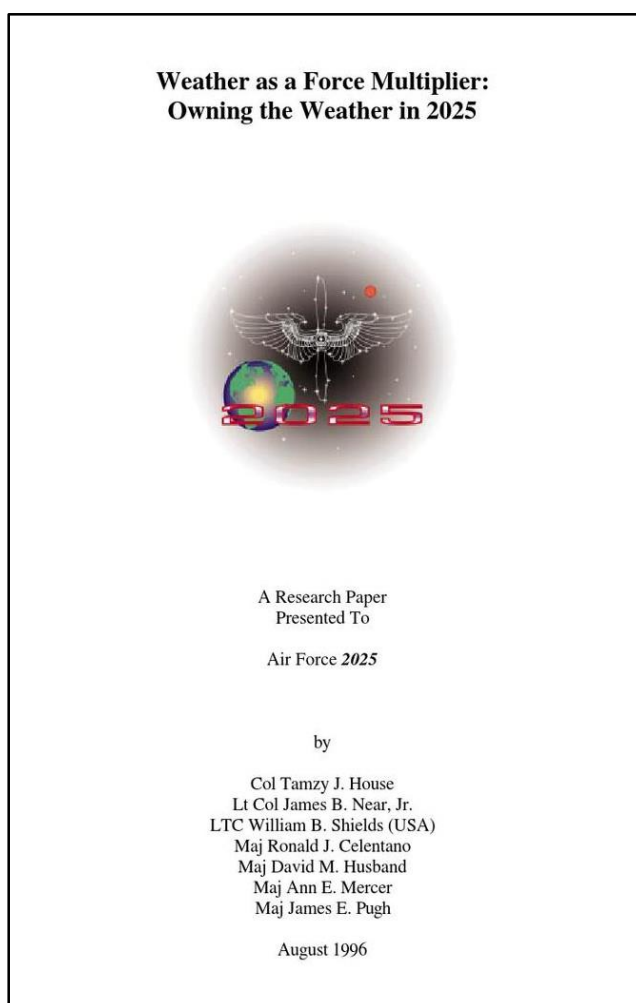 Weather as a Force Multiplier:
Owning the Weather in 2025
2025
A Research Paper
Presented To
Air Force 2025
by
Col Tamzy J. House
Lt Col James B. Near, Jr.
LTC William B. Shields (USA)
Maj Ronald J. Celentano
Maj David M. Husband
Maj Ann E. Mercer
Maj James E. Pugh
August 1996